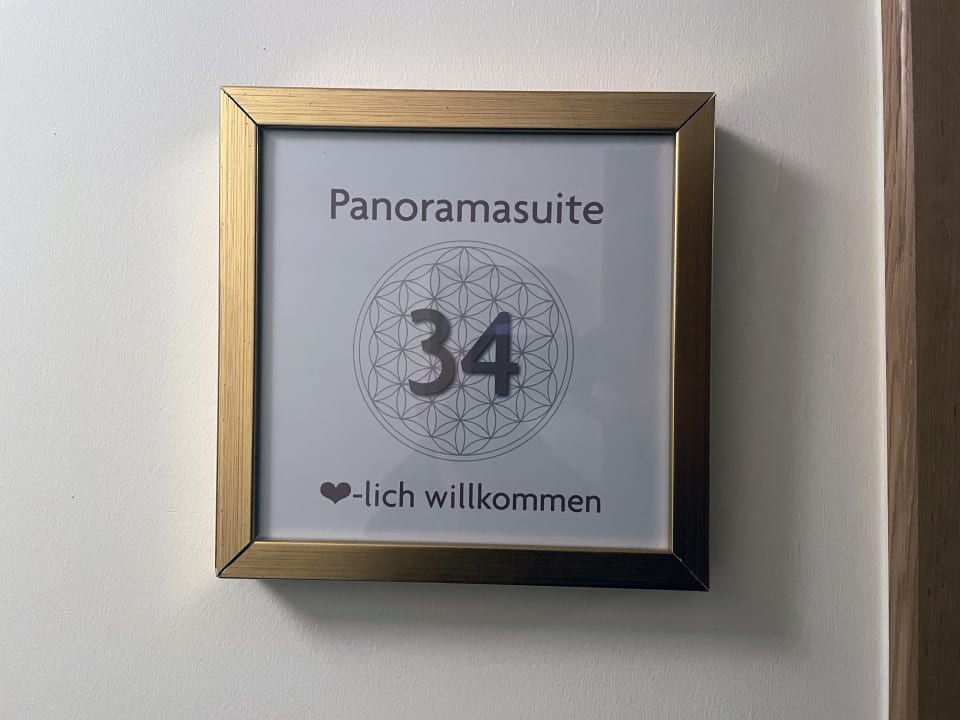 Panoramasuite
34
❤-lich willkommen